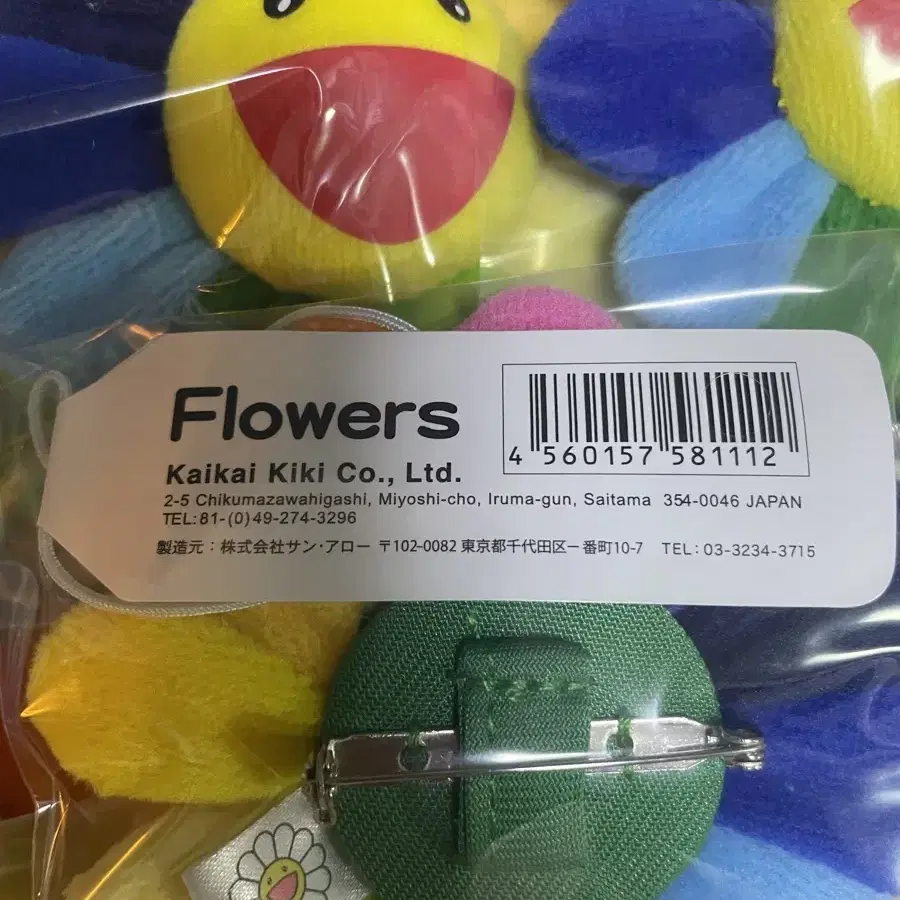 Flowers
Kaikai Kiki Co., Ltd.
2-5 Chikumazawahigashi, Miyoshi-cho, Iruma-gun, Saitama 354-0046 JAPAN
TEL:81-(0)49-274-3296
製造元：株式会社サン・アロー 〒102-0082 東京都千代田区一番町10-7 TEL：03-3234-3715
4 560157 581112